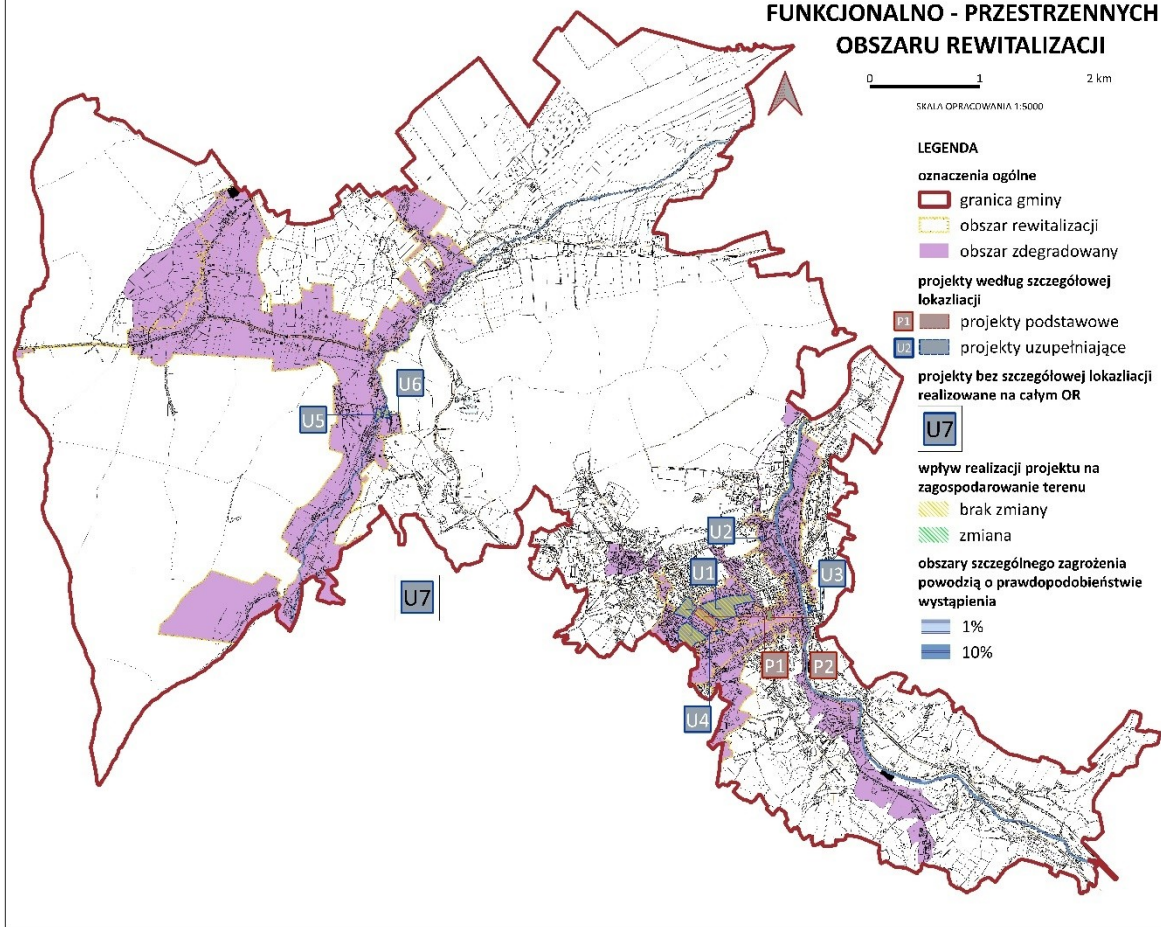 FUNKCJONALNO - PRZESTRZENNYCH
OBSZARU REWITALIZACJI
0 1 2 km
SKALA OPRACOWANIA 1:5000
LEGENDA
oznaczenia ogólne
granica gminy
obszar rewitalizacji
obszar zdegradowany
projekty według szczegółowej
lokazliacji
P1 projekty podstawowe
U2 projekty uzupełniające
projekty bez szczegółowej lokazliacji
realizowane na całym OR
U7
wpływ realizacji projektu na
zagospodarowanie terenu
brak zmiany
zmiana
obszary szczególnego zagrożenia
powodzią o prawdopodobieństwie
wystąpienia
1%
10%
U6
U5
U2
U1
U3
U7
P1
P2
U4